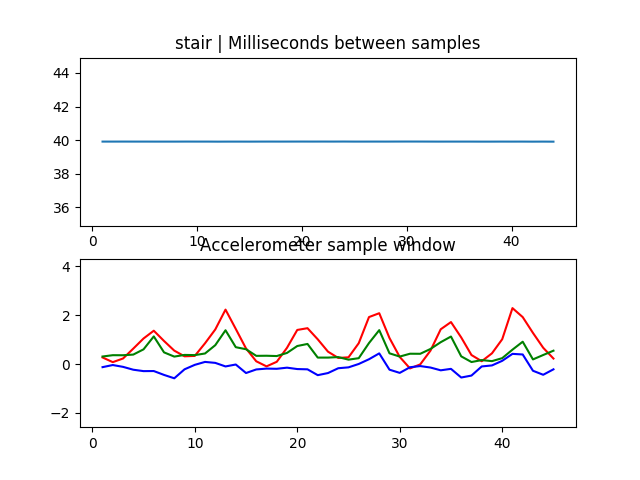 stair | Milliseconds between samples
44
42
40
38
36
0 10 20 30 40
Accelerometer sample window
4
2
0
−2
0 10 20 30 40